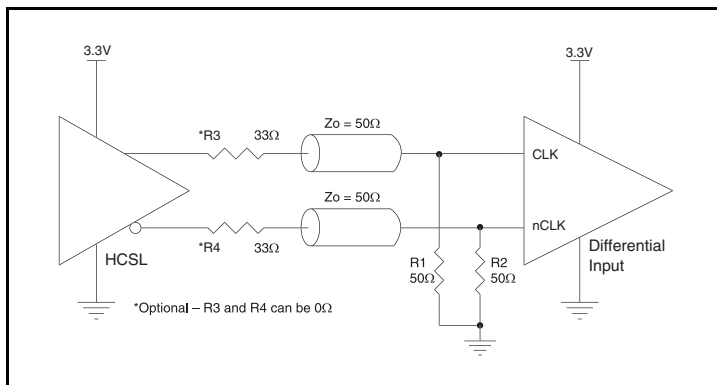 3.3V
3.3V
*R3 33Ω
Zo = 50Ω
CLK
Zo = 50Ω
nCLK
*R4 33Ω
HCSL
Differential
Input
R1
50Ω
R2
50Ω
*Optional – R3 and R4 can be 0Ω